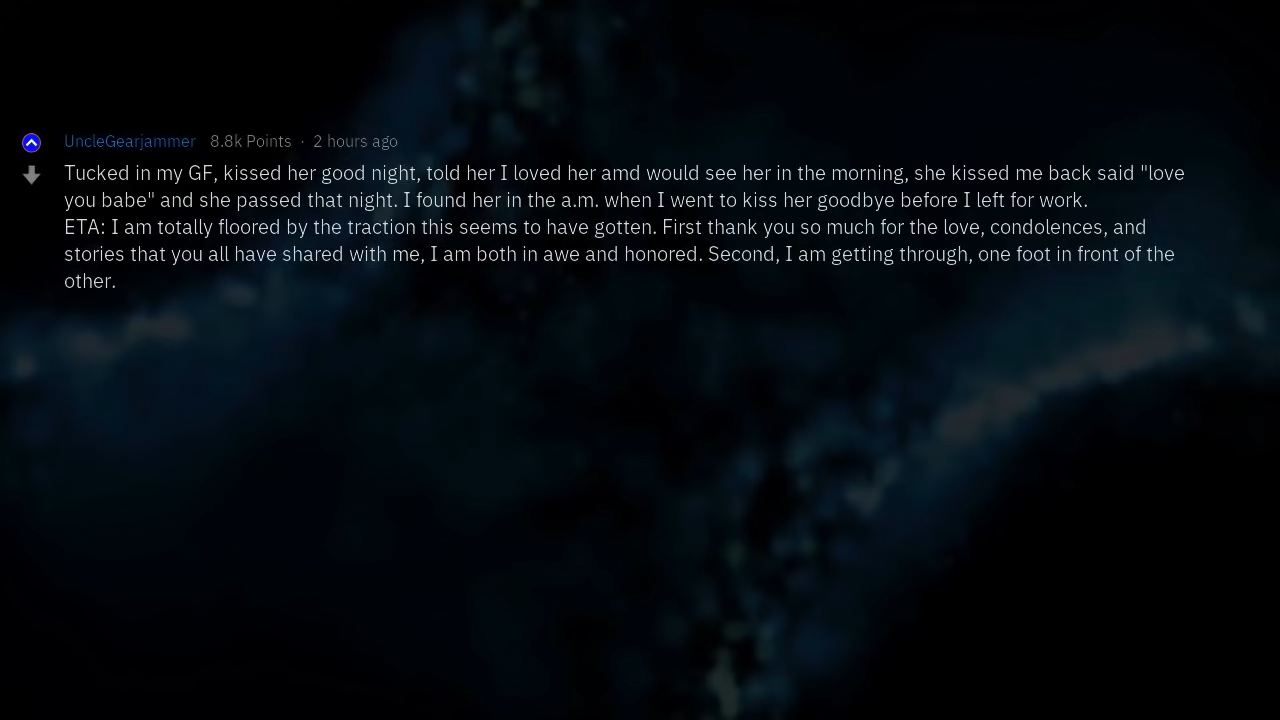 UncleGearjammer 8.8k Points · 2 hours ago
Tucked in my GF, kissed her good night, told her I loved her amd would see her in the morning, she kissed me back said "love
you babe" and she passed that night. I found her in the a.m. when I went to kiss her goodbye before I left for work.
ETA: I am totally floored by the traction this seems to have gotten. First thank you so much for the love, condolences, and
stories that you all have shared with me, I am both in awe and honored. Second, I am getting through, one foot in front of the
other.